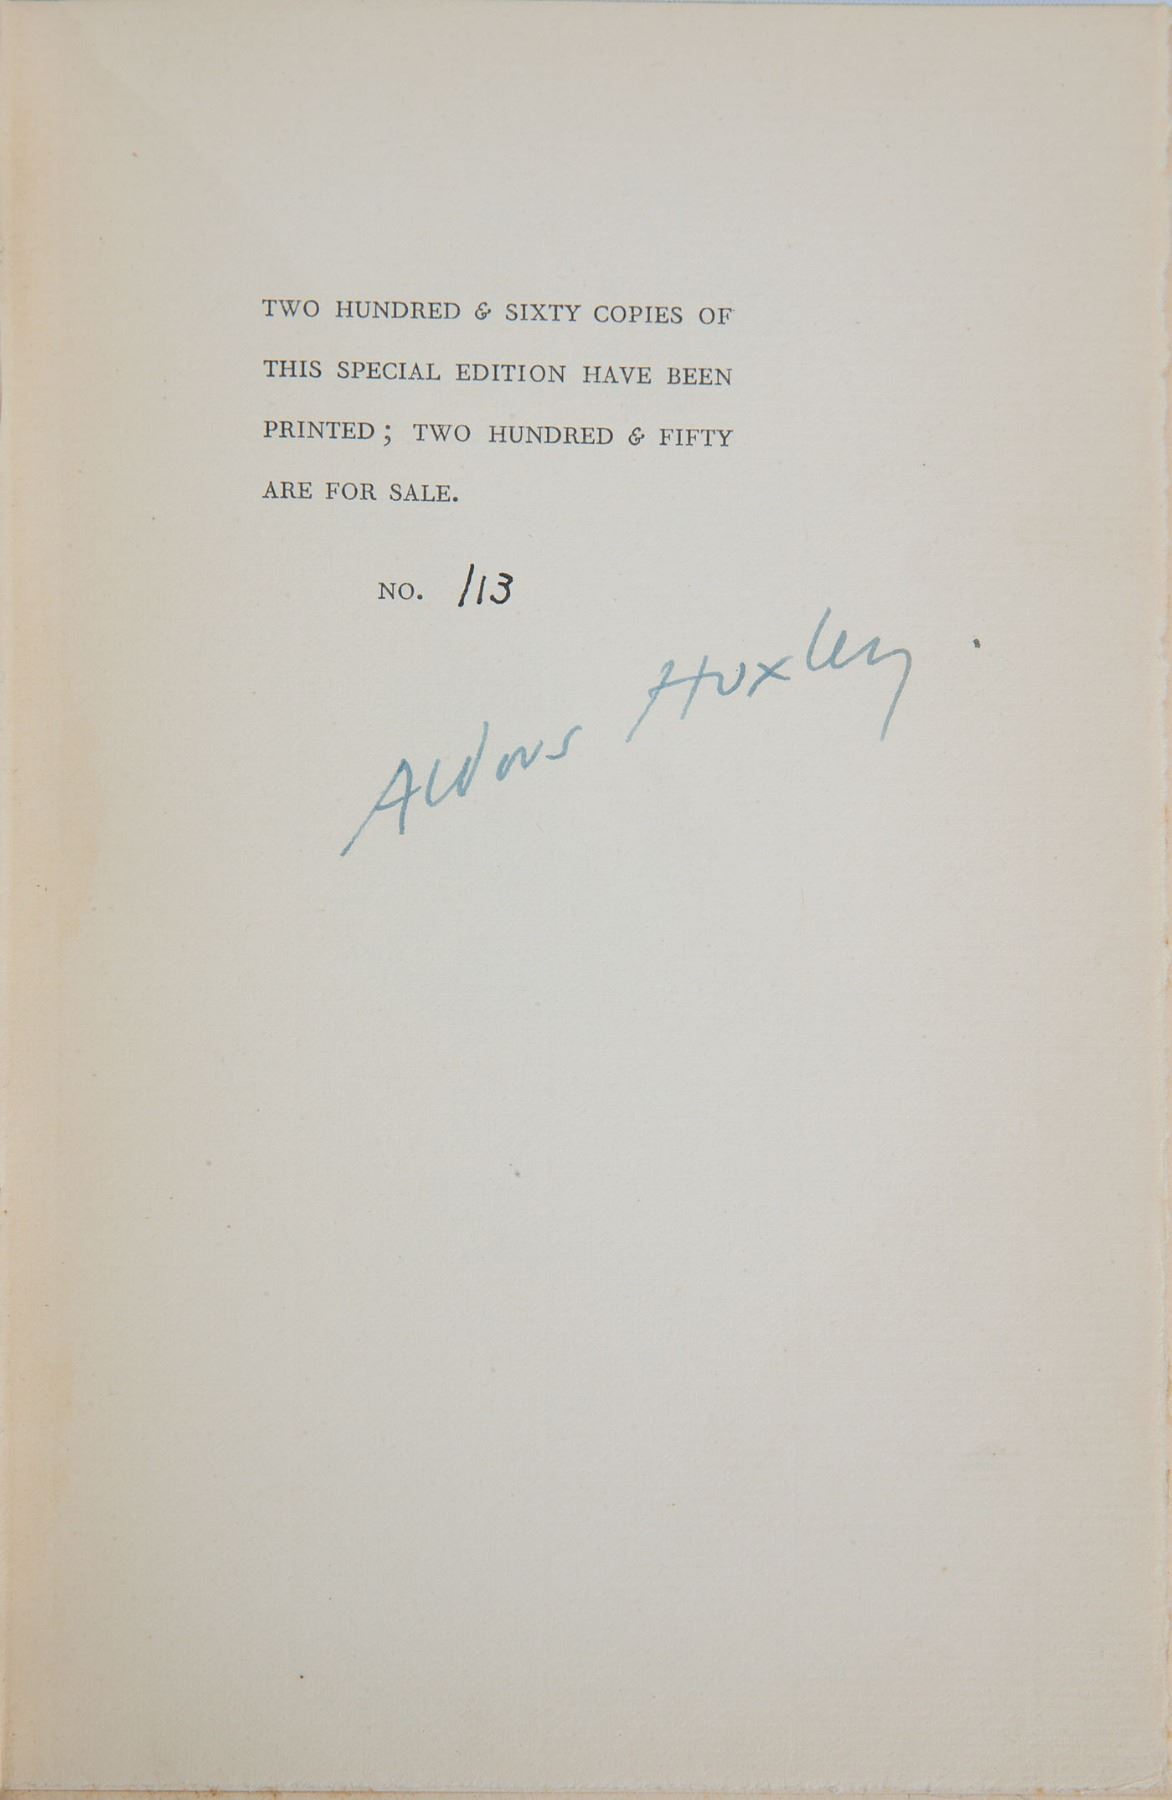 TWO HUNDRED & SIXTY COPIES OF
THIS SPECIAL EDITION HAVE BEEN
PRINTED; TWO HUNDRED & FIFTY
ARE FOR SALE.
NO. 113
Aldous Huxley.